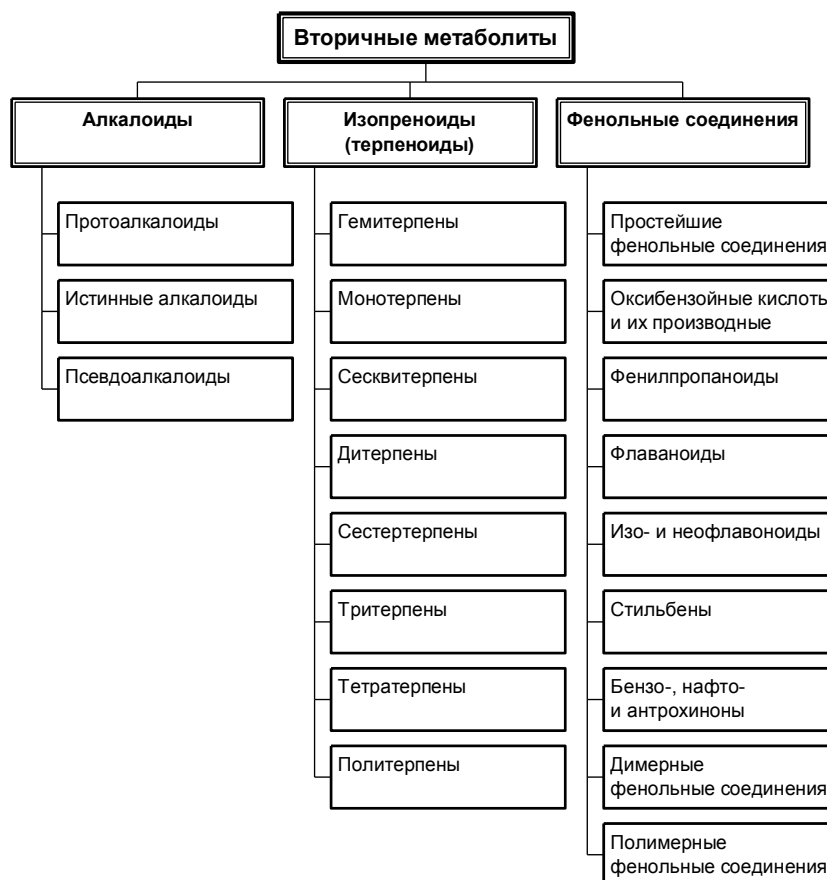 Вторичные метаболиты
Алкалоиды
Протоалкалоиды
Истинные алкалоиды
Псевдоалкалоиды
Изопреноиды
(терпеноиды)
Гемитерпены
Монотерпены
Сесквитерпены
Дитерпены
Сестертерпены
Тритерпены
Тетратерпены
Политерпены
Фенольные соединения
Простейшие
фенольные соединения
Оксибензойные кислоты
и их производные
Фенилпропаноиды
Флаваноиды
Изо- и неофлавоноиды
Стильбены
Бензо-, нафто-
и антрохиноны
Димерные
фенольные соединения
Полимерные
фенольные соединения